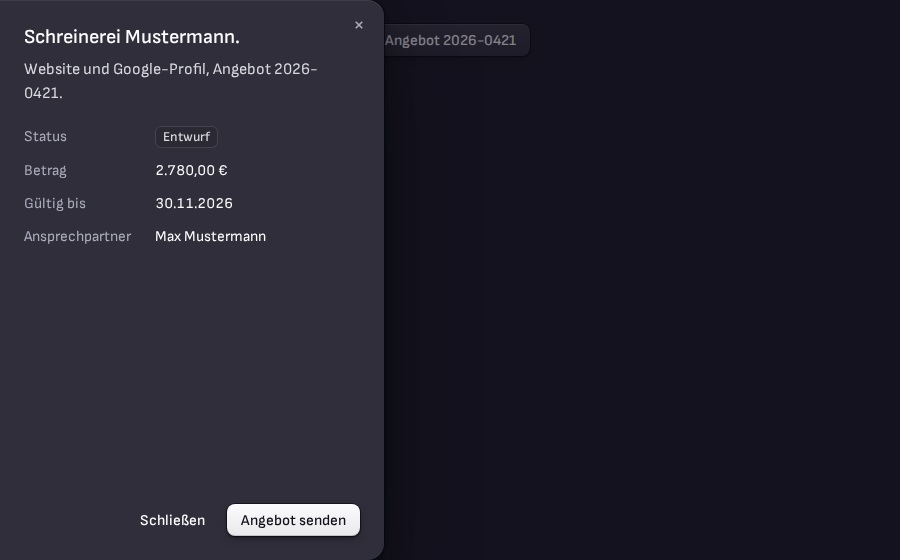 Schreinerei Mustermann.
×
Angebot 2026-0421
Website und Google-Profil, Angebot 2026-
0421.
Status Entwurf
Betrag 2.780,00 €
Gültig bis 30.11.2026
Ansprechpartner Max Mustermann
Schließen Angebot senden